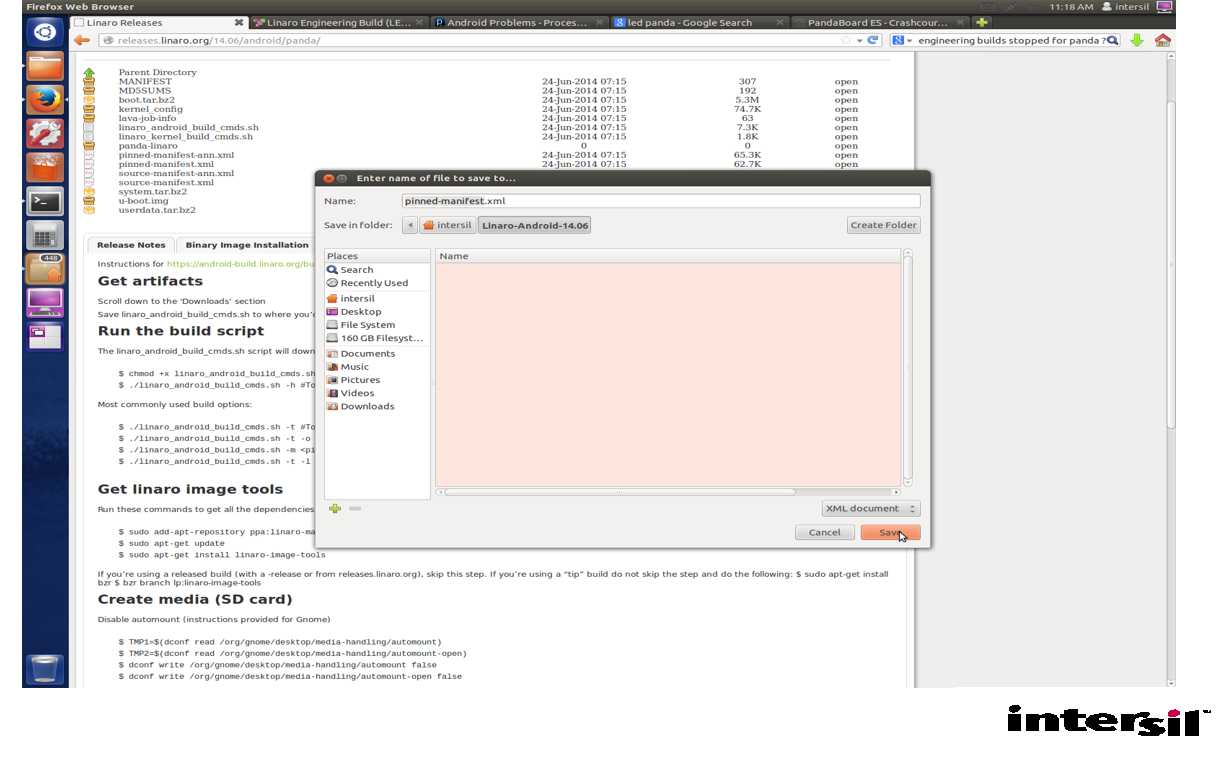 Firefox Web Browser 11:18 AM intersil
Linaro Releases Linaro Engineering Build (LE... Android Problems - Proces... led panda - Google Search PandaBoard ES - Crashcour...
releases.linaro.org/14.06/android/panda/ engineering builds stopped for panda ?
Parent Directory
MANIFEST 24-Jun-2014 07:15 307 open
MD5SUMS 24-Jun-2014 07:15 192 open
boot.tar.bz2 24-Jun-2014 07:15 5.3M open
kernel_config 24-Jun-2014 07:15 74.7K open
lava-job-info 24-Jun-2014 07:15 63 open
linaro_android_build_cmds.sh 24-Jun-2014 07:15 7.3K open
linaro_kernel_build_cmds.sh 24-Jun-2014 07:15 1.8K open
panda-linaro 0 0 open
pinned-manifest-ann.xml 24-Jun-2014 07:15 65.3K open
pinned-manifest.xml 24-Jun-2014 07:15 62.7K open
source-manifest-ann.xml
source-manifest.xml
system.tar.bz2
u-boot.img
userdata.tar.bz2
Enter name of file to save to...
Name: pinned-manifest.xml
Save in folder: intersil Linaro-Android-14.06 Create Folder
Places Name
Search
Recently Used
intersil
Desktop
File System
160 GB Filesyst...
Documents
Music
Pictures
Videos
Downloads
XML document
Cancel Save
448
Release Notes Binary Image Installation
Instructions for https://android-build.linaro.org/bu
Get artifacts
Scroll down to the 'Downloads' section
Save linaro_android_build_cmds.sh to where you'
Run the build script
The linaro_android_build_cmds.sh script will down
$ chmod +x linaro_android_build_cmds.sh
$ ./linaro_android_build_cmds.sh -h #To
Most commonly used build options:
$ ./linaro_android_build_cmds.sh -t #To
$ ./linaro_android_build_cmds.sh -t -o
$ ./linaro_android_build_cmds.sh -m <pi
$ ./linaro_android_build_cmds.sh -t -l
Get linaro image tools
Run these commands to get all the dependencies
$ sudo add-apt-repository ppa:linaro-ma
$ sudo apt-get update
$ sudo apt-get install linaro-image-tools
If you're using a released build (with a -release or from releases.linaro.org), skip this step. If you're using a “tip” build do not skip the step and do the following: $ sudo apt-get install
bzr $ bzr branch lp:linaro-image-tools
Create media (SD card)
Disable automount (instructions provided for Gnome)
$ TMP1=$(dconf read /org/gnome/desktop/media-handling/automount)
$ TMP2=$(dconf read /org/gnome/desktop/media-handling/automount-open)
$ dconf write /org/gnome/desktop/media-handling/automount false
$ dconf write /org/gnome/desktop/media-handling/automount-open false
intersil